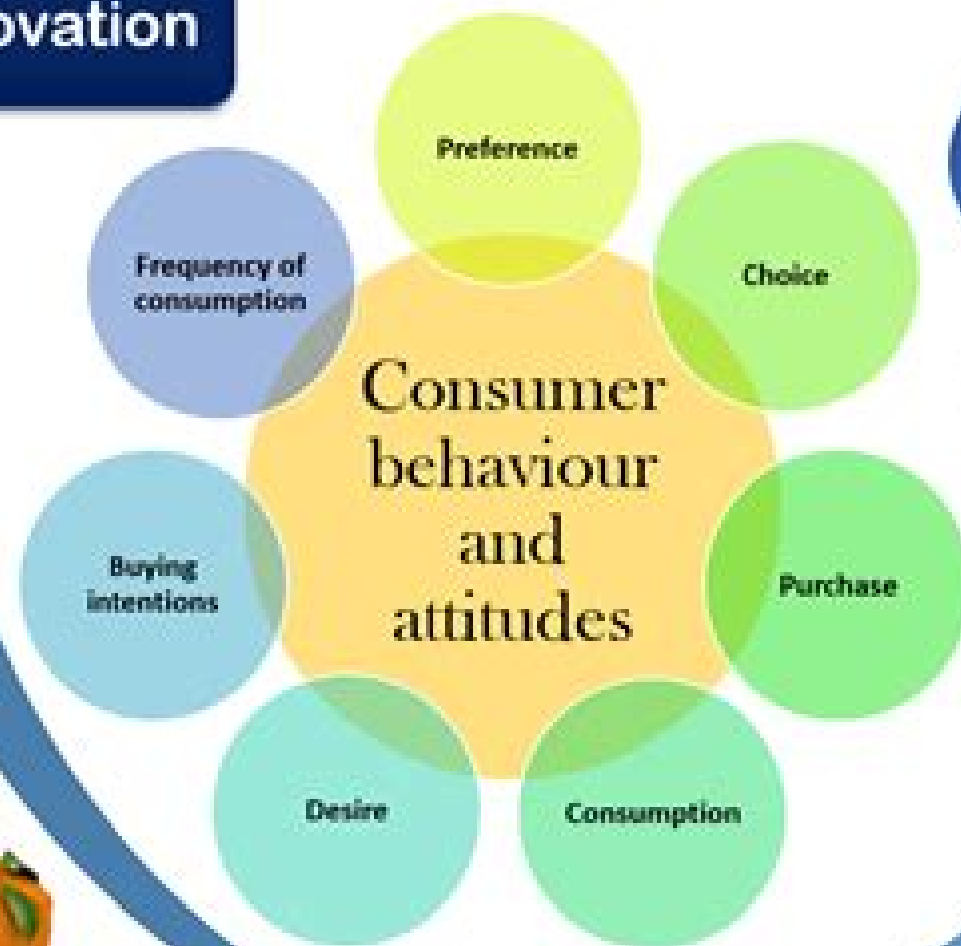 ovation
Preference
Choice
Purchase
Consumption
Desire
Buying
intentions
Frequency of
consumption
Consumer
behaviour
and
attitudes